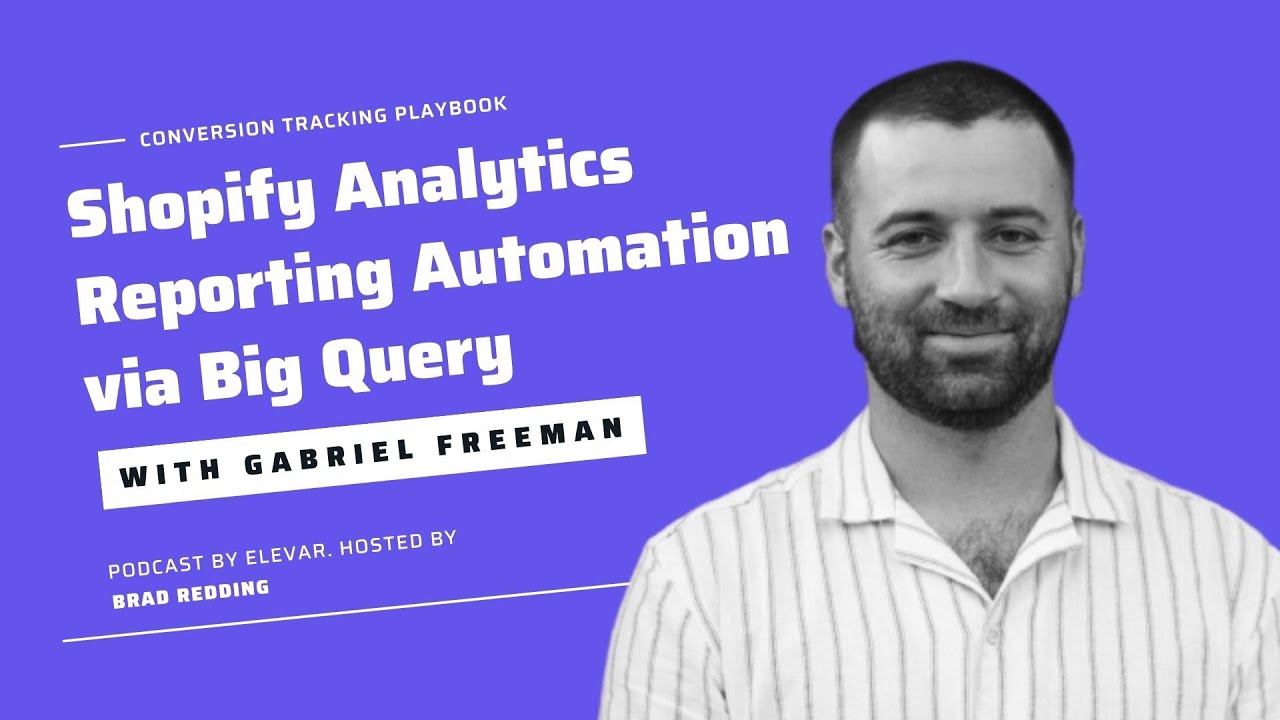 CONVERSION TRACKING PLAYBOOK
Shopify Analytics
Reporting Automation
via Big Query
WITH GABRIEL FREEMAN
PODCAST BY ELEVAR. HOSTED BY
BRAD REDDING